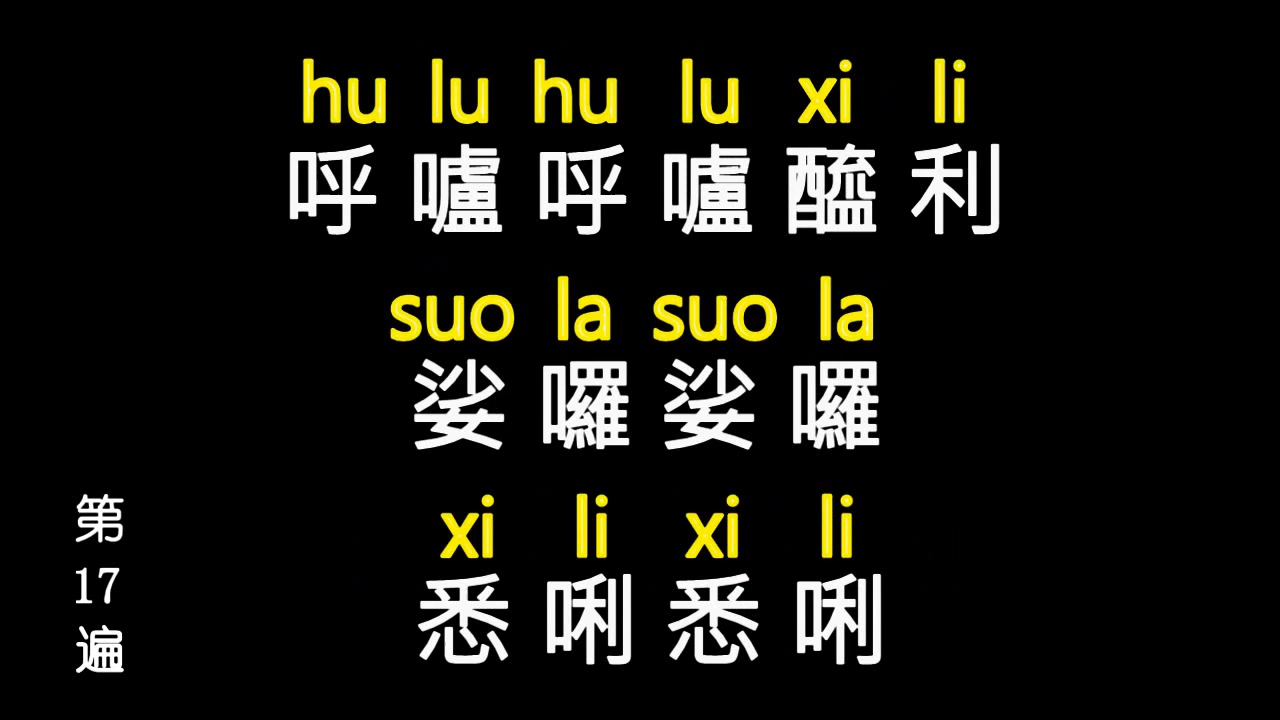 hu lu hu lu xi li
呼嚧呼嚧醯利
suo la suo la
娑囉娑囉
xi li xi li
悉唎悉唎
第
17
遍